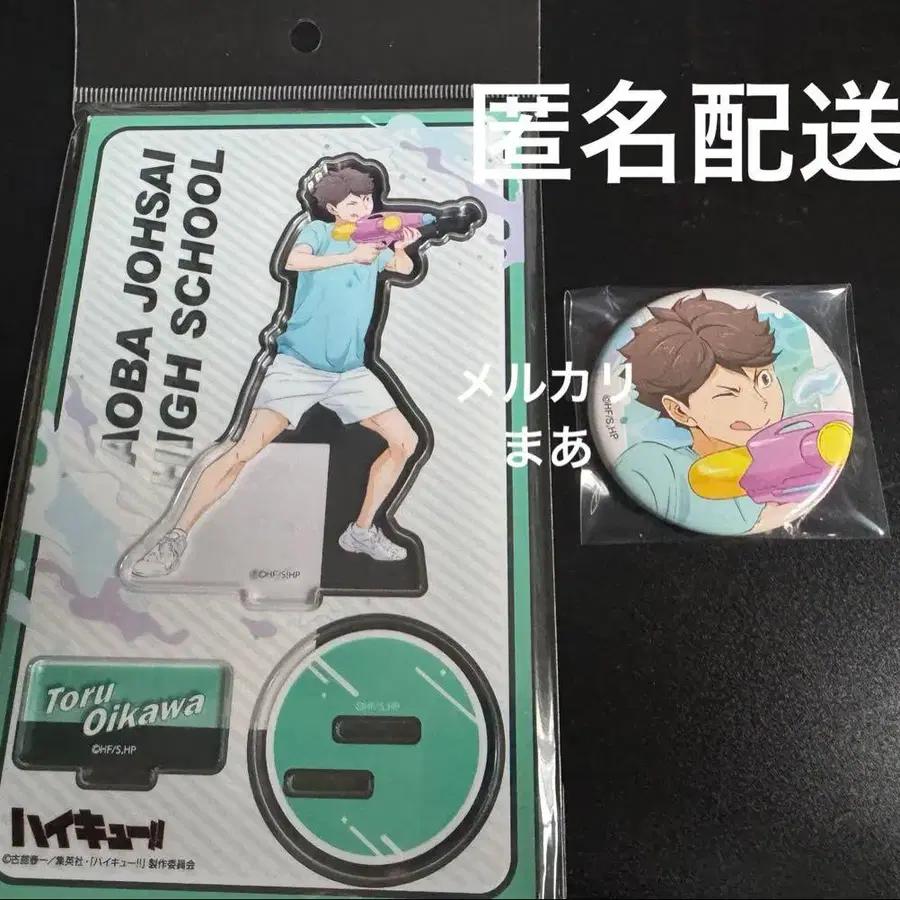 匿名配送
AOBA JOHSAI
HIGH SCHOOL
メルカリ
まあ
©HF/S,HP
©HF/S,HP
©HF/S,HP
Toru
Oikawa
©HF/S,HP
ハイキュー!!
©古舘春一／集英社・「ハイキュー!!」製作委員会